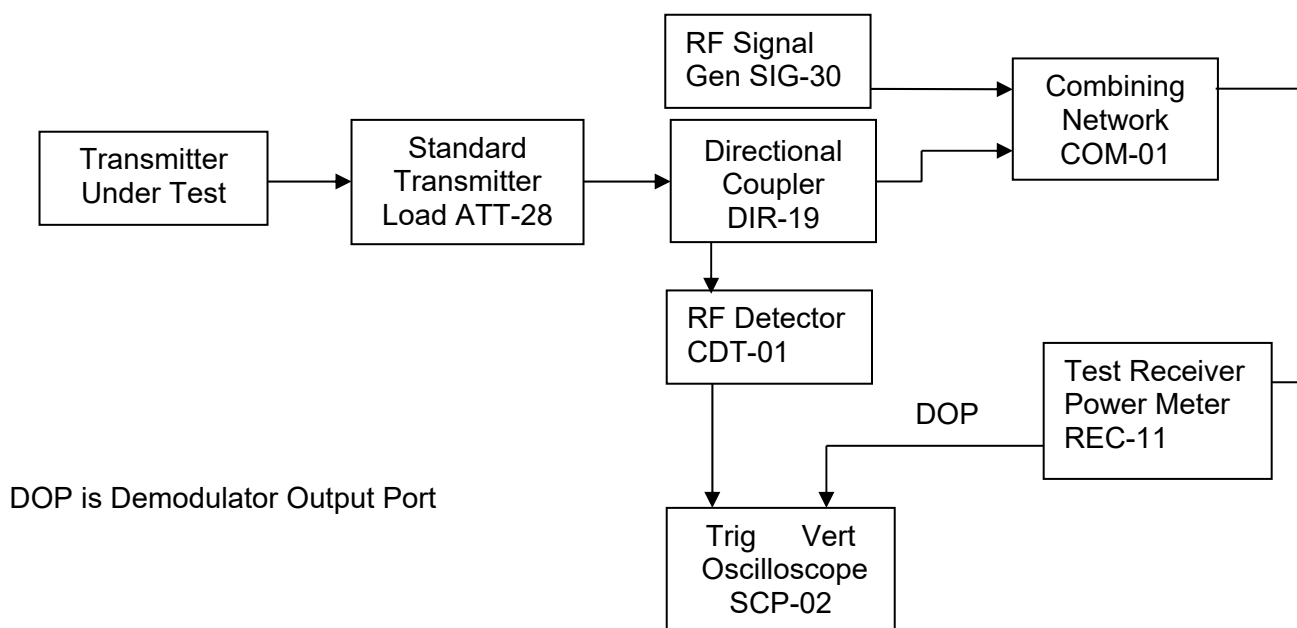 RF Signal
Gen SIG-30
Combining
Network
COM-01
Transmitter
Under Test
Standard
Transmitter
Load ATT-28
Directional
Coupler
DIR-19
RF Detector
CDT-01
Test Receiver
Power Meter
REC-11
DOP
DOP is Demodulator Output Port
Trig Vert
Oscilloscope
SCP-02